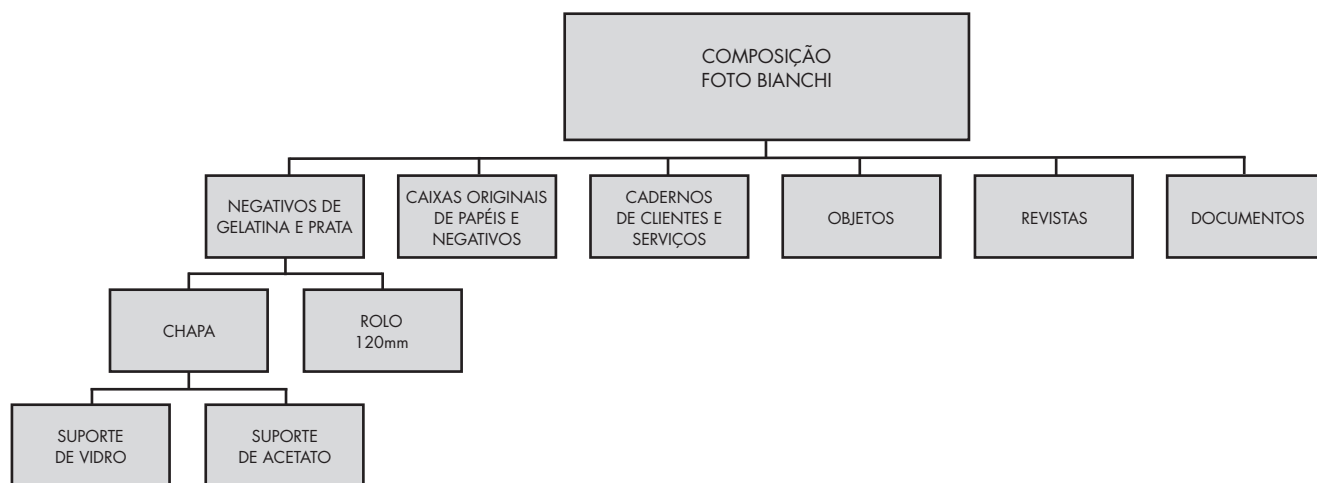 COMPOSIÇÃO
FOTO BIANCHI
NEGATIVOS DE
GELATINA E PRATA
CAIXAS ORIGINAIS
DE PAPÉIS E
NEGATIVOS
CADERNOS
DE CLIENTES E
SERVIÇOS
OBJETOS
REVISTAS
DOCUMENTOS
CHAPA
ROLO
120mm
SUPORTE
DE VIDRO
SUPORTE
DE ACETATO